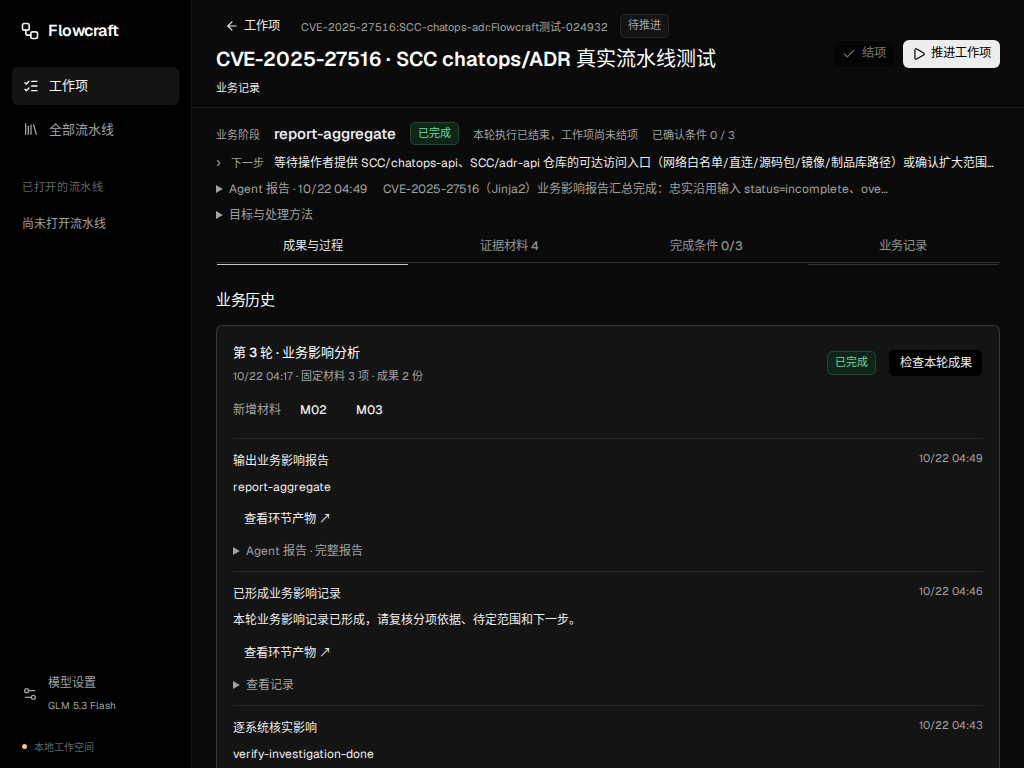 Flowcraft
工作项
全部流水线
已打开的流水线
尚未打开流水线
模型设置
GLM 5.3 Flash
本地工作空间
工作项 CVE-2025-27516:SCC-chatops-adr:Flowcraft测试-024932 待推进
CVE-2025-27516 · SCC chatops/ADR 真实流水线测试
业务记录
结项 推进工作项
业务阶段 report-aggregate 已完成 本轮执行已结束，工作项尚未结项 已确认条件 0 / 3
下一步 等待操作者提供 SCC/chatops-api、SCC/adr-api 仓库的可达访问入口（网络白名单/直连/源码包/镜像/制品库路径）或确认扩大范围…
Agent 报告 · 10/22 04:49 CVE-2025-27516（Jinja2）业务影响报告汇总完成：忠实沿用输入 status=incomplete、ove…
目标与处理方法
成果与过程 证据材料 4 完成条件 0/3 业务记录
业务历史
第 3 轮 · 业务影响分析
10/22 04:17 · 固定材料 3 项 · 成果 2 份
已完成 检查本轮成果
新增材料 M02 M03
输出业务影响报告 10/22 04:49
report-aggregate
查看环节产物 ↗
Agent 报告 · 完整报告
已形成业务影响记录 10/22 04:46
本轮业务影响记录已形成，请复核分项依据、待定范围和下一步。
查看环节产物 ↗
查看记录
逐系统核实影响 10/22 04:43
verify-investigation-done